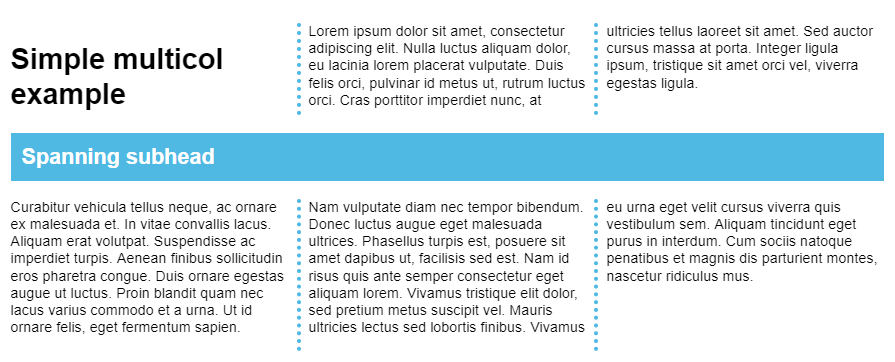 Simple multicol
example
Lorem ipsum dolor sit amet, consectetur
adipiscing elit. Nulla luctus aliquam dolor,
eu lacinia lorem placerat vulputate. Duis
felis orci, pulvinar id metus ut, rutrum luctus
orci. Cras porttitor imperdiet nunc, at
ultricies tellus laoreet sit amet. Sed auctor
cursus massa at porta. Integer ligula
ipsum, tristique sit amet orci vel, viverra
egestas ligula.
Spanning subhead
Curabitur vehicula tellus neque, ac ornare
ex malesuada et. In vitae convallis lacus.
Aliquam erat volutpat. Suspendisse ac
imperdiet turpis. Aenean finibus sollicitudin
eros pharetra congue. Duis ornare egestas
augue ut luctus. Proin blandit quam nec
lacus varius commodo et a urna. Ut id
ornare felis, eget fermentum sapien.
Nam vulputate diam nec tempor bibendum.
Donec luctus augue eget malesuada
ultrices. Phasellus turpis est, posuere sit
amet dapibus ut, facilisis sed est. Nam id
risus quis ante semper consectetur eget
aliquam lorem. Vivamus tristique elit dolor,
sed pretium metus suscipit vel. Mauris
ultricies lectus sed lobortis finibus. Vivamus
eu urna eget velit cursus viverra quis
vestibulum sem. Aliquam tincidunt eget
purus in interdum. Cum sociis natoque
penatibus et magnis dis parturient montes,
nascetur ridiculus mus.